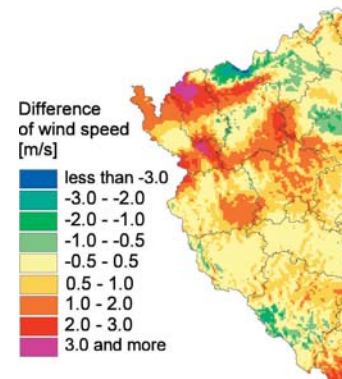 Difference
of wind speed
[m/s]
less than -3.0
-3.0 - -2.0
-2.0 - -1.0
-1.0 - -0.5
-0.5 - 0.5
0.5 - 1.0
1.0 - 2.0
2.0 - 3.0
3.0 and more